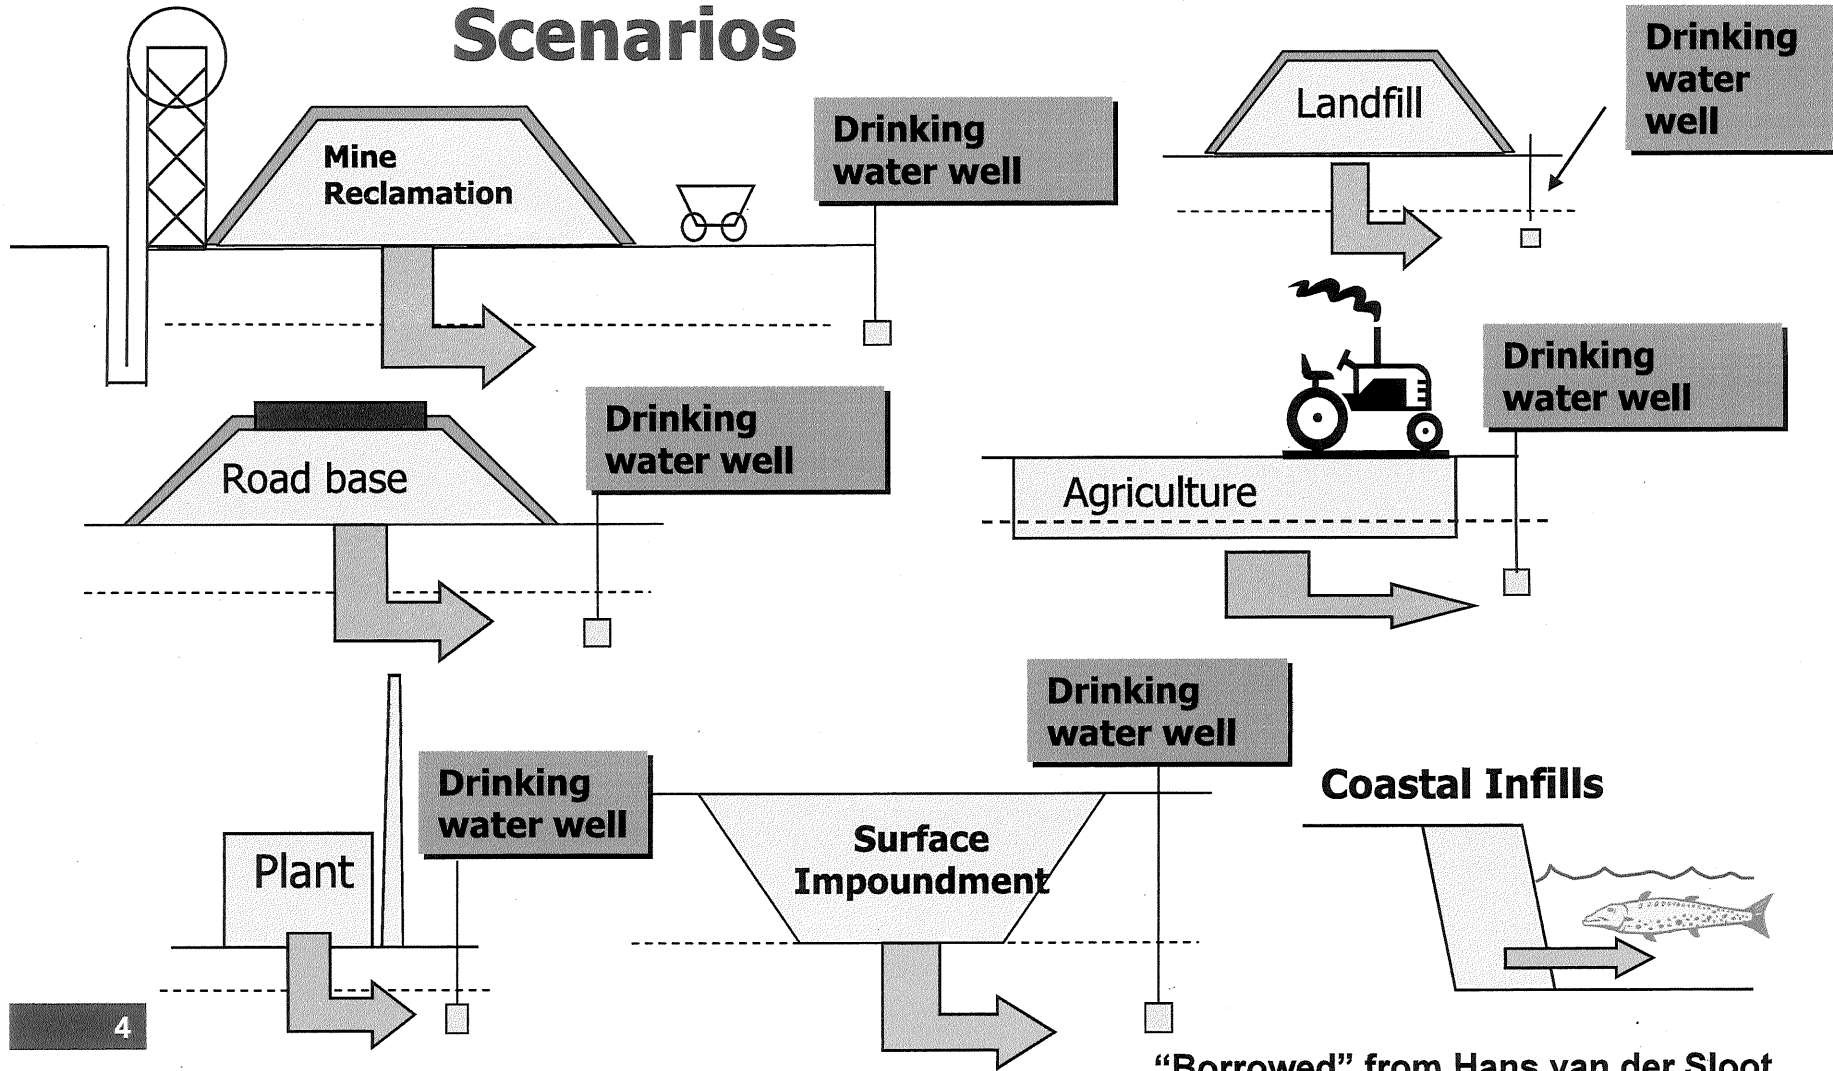 Scenarios
Mine
Reclamation
Drinking
water well
Landfill
Drinking
water
well
Road base
Drinking
water well
Agriculture
Drinking
water well
Plant
Drinking
water well
Surface
Impoundment
Drinking
water well
Coastal Infills
4
“Borrowed” from Hans van der Sloot